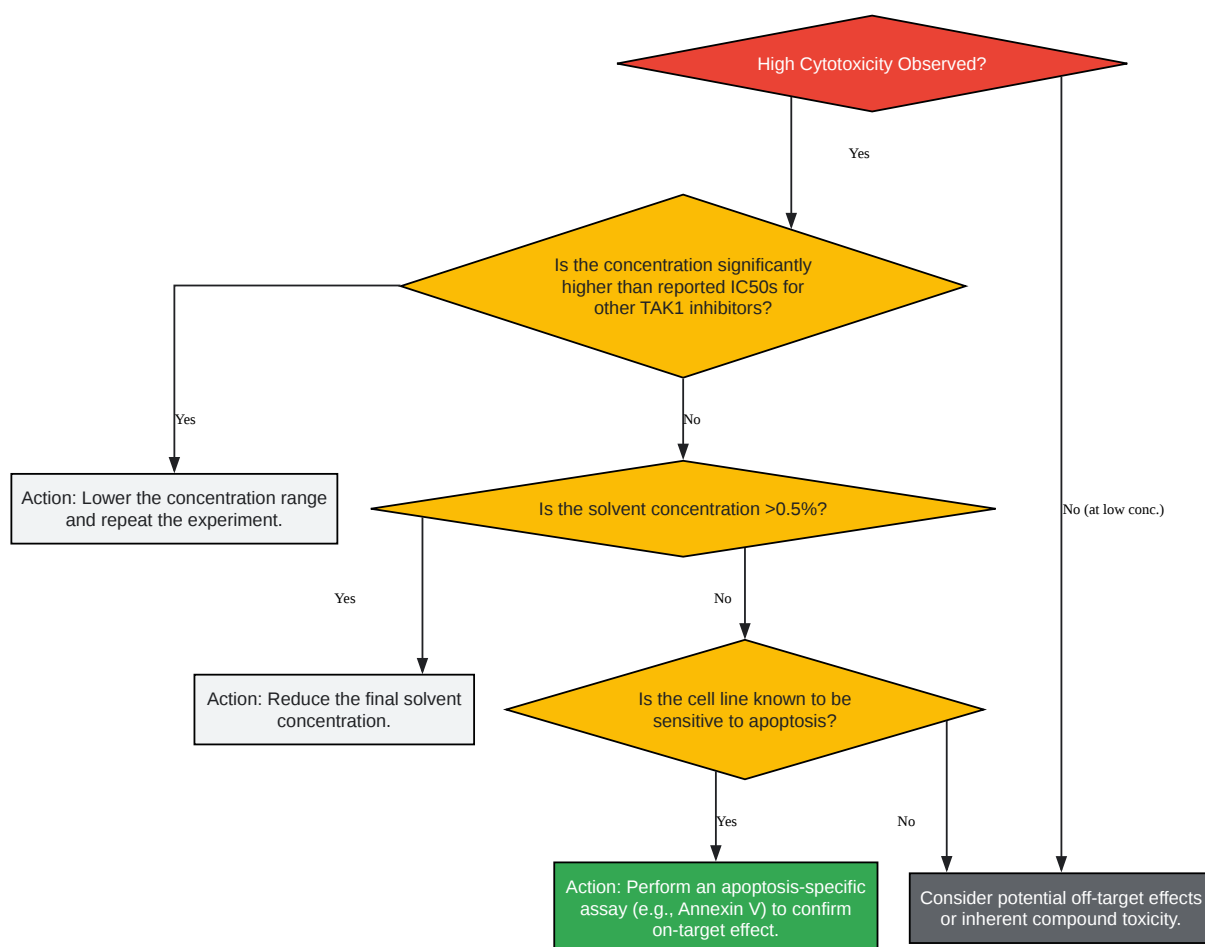 High Cytotoxicity Observed?
Yes
Is the concentration significantly
higher than reported IC50s for
other TAK1 inhibitors?
Yes
No
Action: Lower the concentration range
and repeat the experiment.
Is the solvent concentration >0.5%?
No (at low conc.)
Yes
No
Action: Reduce the final solvent
concentration.
Is the cell line known to be
sensitive to apoptosis?
Yes
No
Action: Perform an apoptosis-specific
assay (e.g., Annexin V) to confirm
on-target effect.
Consider potential off-target effects
or inherent compound toxicity.